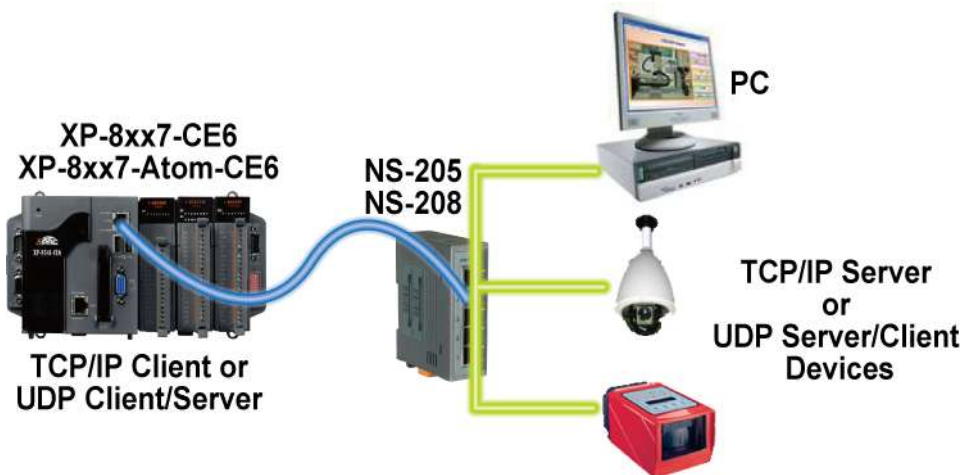 XP-8xx7-CE6
XP-8xx7-Atom-CE6
NS-205
NS-208
PC
TCP/IP Client or
UDP Client/Server
TCP/IP Server
or
UDP Server/Client
Devices